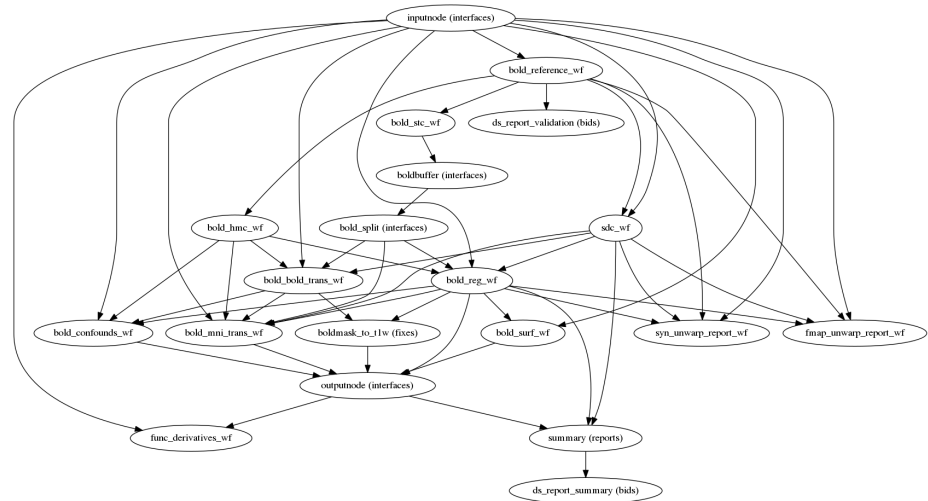 inputnode (interfaces)
bold_reference_wf
bold_stc_wf
ds_report_validation (bids)
boldbuffer (interfaces)
bold_hmc_wf
bold_split (interfaces)
sdc_wf
bold_bold_trans_wf
bold_reg_wf
bold_confounds_wf
bold_mni_trans_wf
boldmask_to_t1w (fixes)
bold_surf_wf
syn_unwarp_report_wf
fmap_unwarp_report_wf
outputnode (interfaces)
func_derivatives_wf
summary (reports)
ds_report_summary (bids)